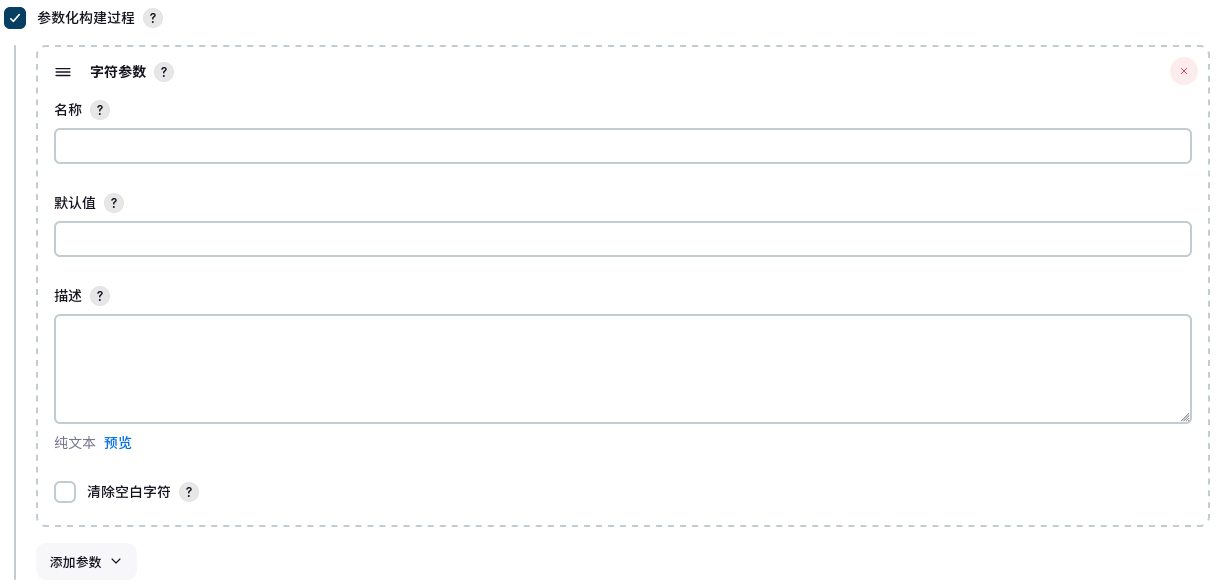 参数化构建过程 ?
字符参数 ?
名称 ?
默认值 ?
描述 ?
纯文本 预览
清除空白字符 ?
添加参数